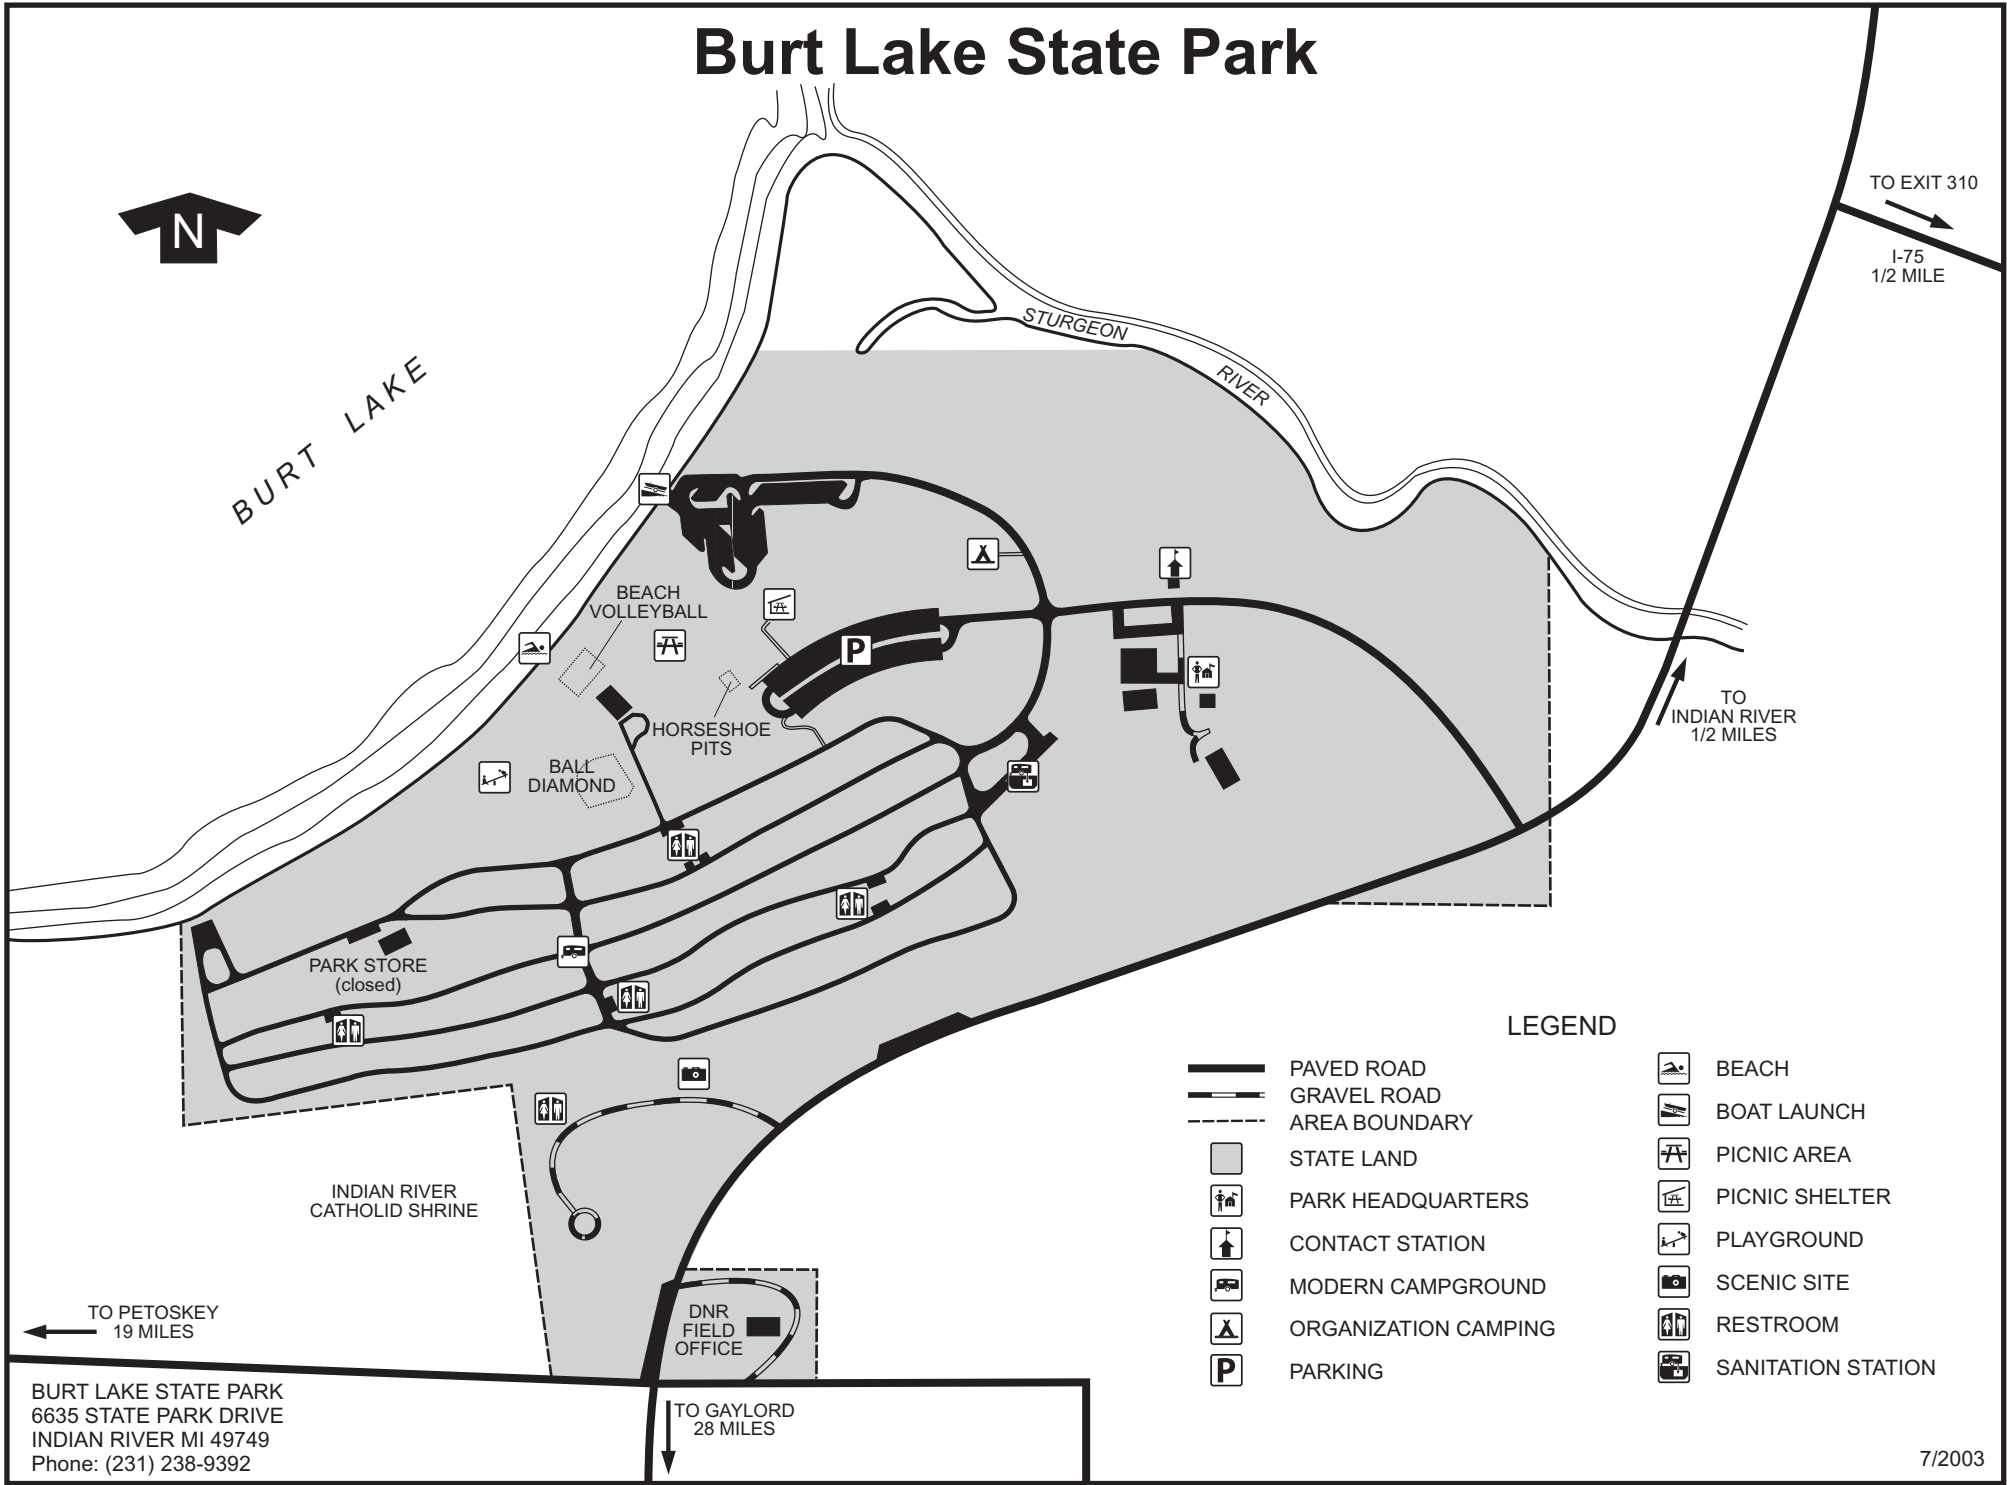 Burt Lake State Park
N
TO EXIT 310
I-75
1/2 MILE
STURGEON
RIVER
BURT LAKE
BEACH
VOLLEYBALL
P
HORSESHOE
PITS
BALL
DIAMOND
TO
INDIAN RIVER
1/2 MILES
PARK STORE
(closed)
INDIAN RIVER
CATHOLID SHRINE
DNR
FIELD
OFFICE
TO PETOSKEY
19 MILES
TO GAYLORD
28 MILES
BURT LAKE STATE PARK
6635 STATE PARK DRIVE
INDIAN RIVER MI 49749
Phone: (231) 238-9392
LEGEND
PAVED ROAD
GRAVEL ROAD
AREA BOUNDARY
STATE LAND
PARK HEADQUARTERS
CONTACT STATION
MODERN CAMPGROUND
ORGANIZATION CAMPING
P PARKING
BEACH
BOAT LAUNCH
PICNIC AREA
PICNIC SHELTER
PLAYGROUND
SCENIC SITE
RESTROOM
SANITATION STATION
7/2003